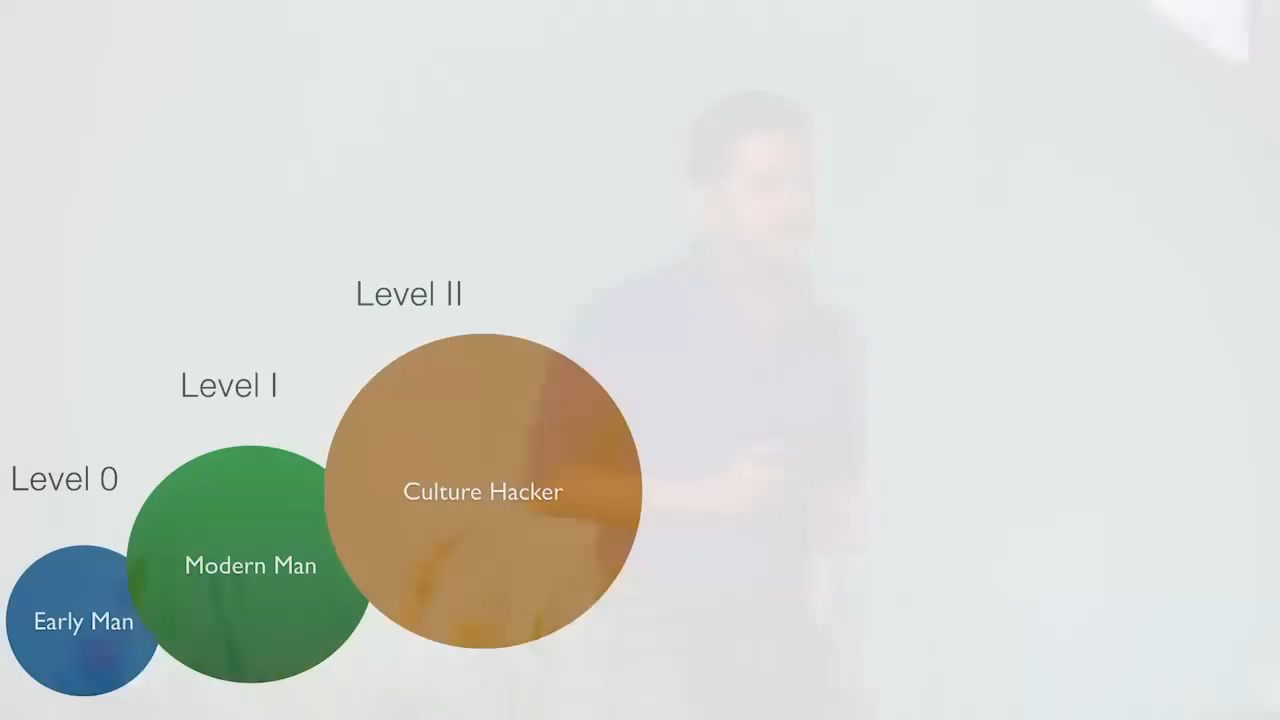 Level II
Level I
Level 0
Culture Hacker
Modern Man
Early Man